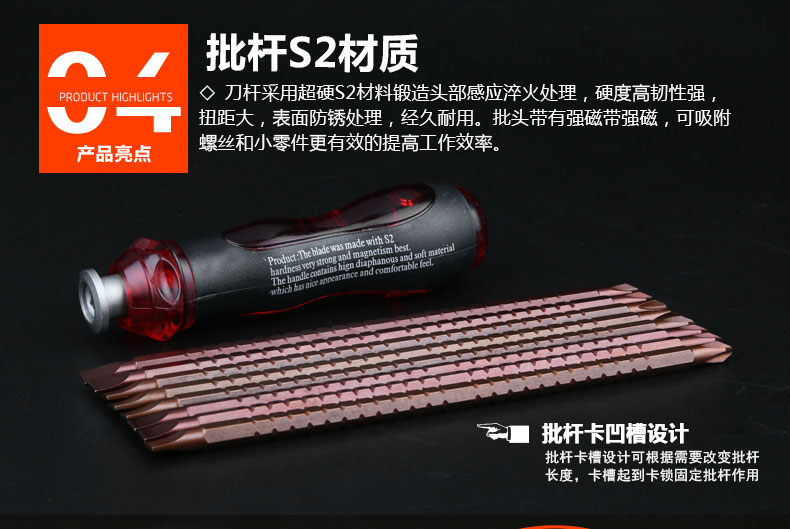 04
PRODUCT HIGHLIGHTS
产品亮点
批杆S2材质
◇ 刀杆采用超硬S2材料锻造头部感应淬火处理，硬度高韧性强，
扭距大，表面防锈处理，经久耐用。批头带有强磁带强磁，可吸附
螺丝和小零件更有效的提高工作效率。
Product :The blade was made with S2
hardness very strong and magnetism best.
The handle contains hign diaphanous and soft material
which has nice appearance and comfortable feel.
批杆卡凹槽设计
批杆卡槽设计可根据需要改变批杆
长度，卡槽起到卡锁固定批杆作用